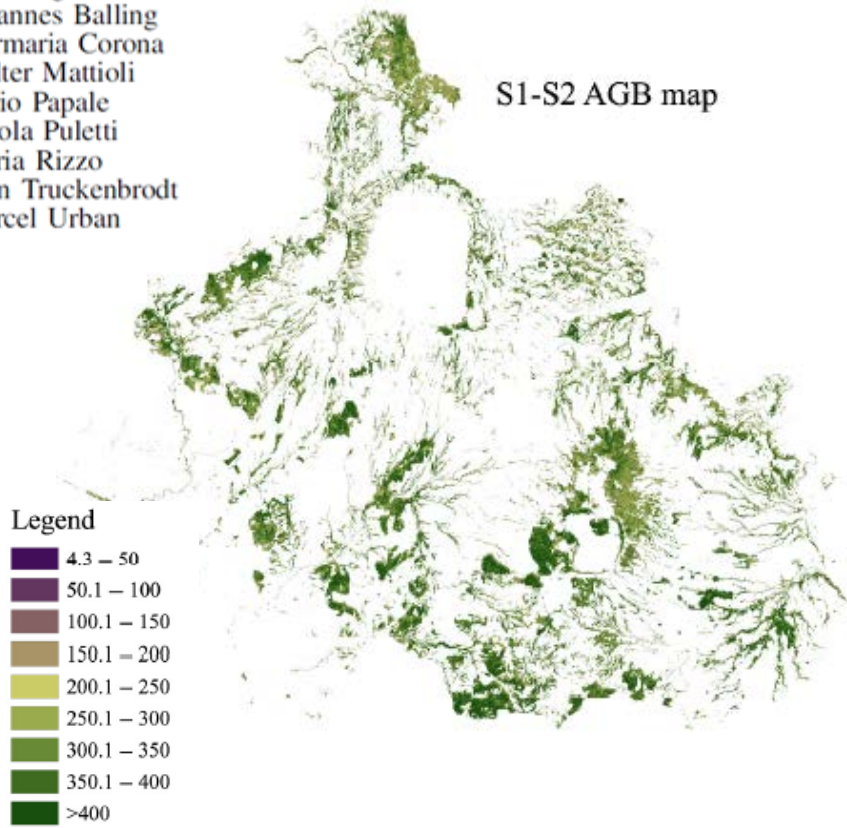 annes Balling
rmaria Corona
lter Mattioli
io Papale
ola Puletti
ria Rizzo
n Truckenbrodt
rcel Urban
S1-S2 AGB map
Legend
4.3 – 50
50.1 – 100
100.1 – 150
150.1 – 200
200.1 – 250
250.1 – 300
300.1 – 350
350.1 – 400
>400